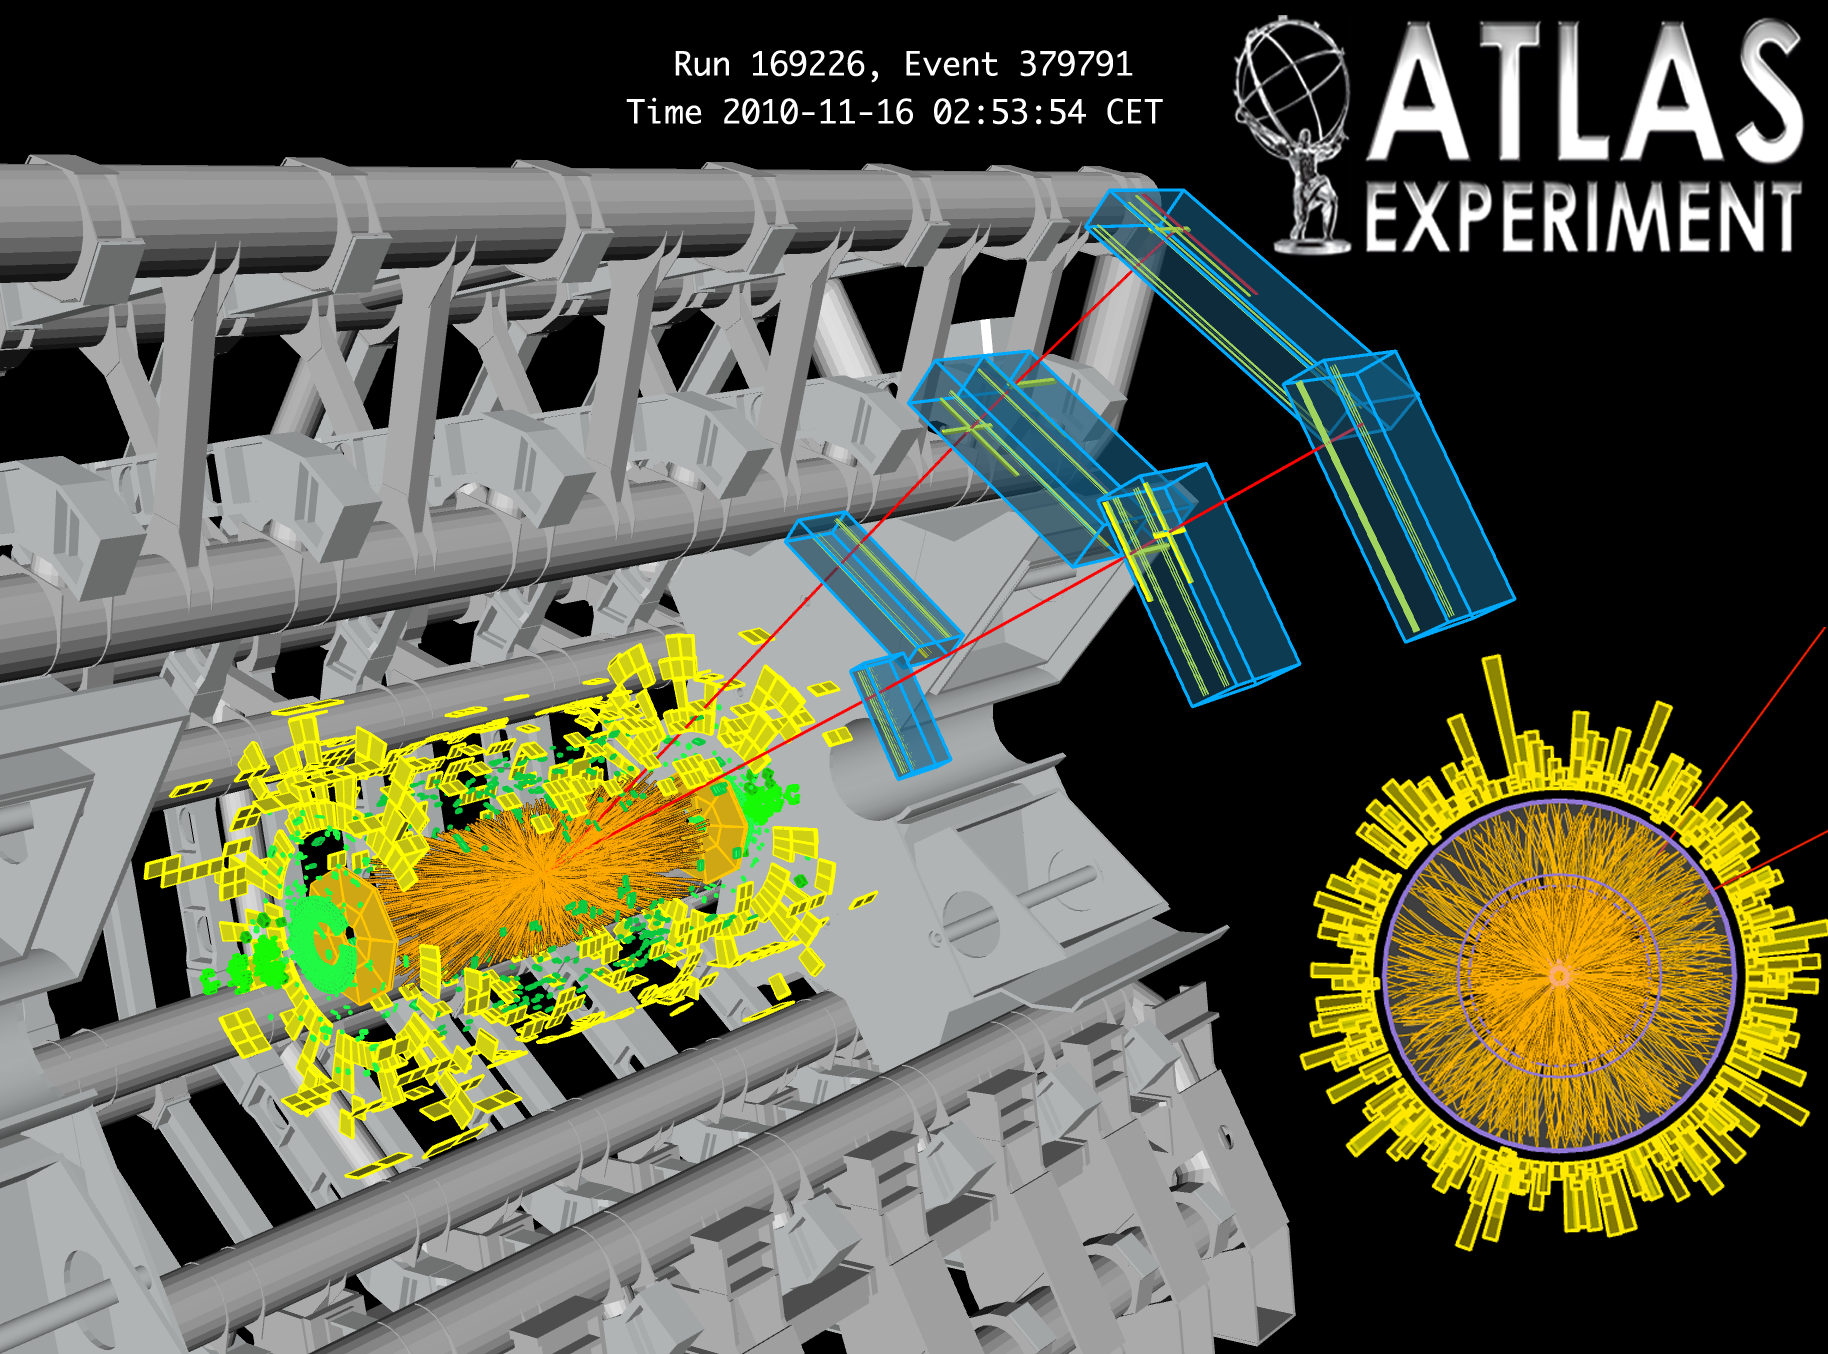 Run 169226, Event 379791
Time 2010-11-16 02:53:54 CET
ATLAS
EXPERIMENT